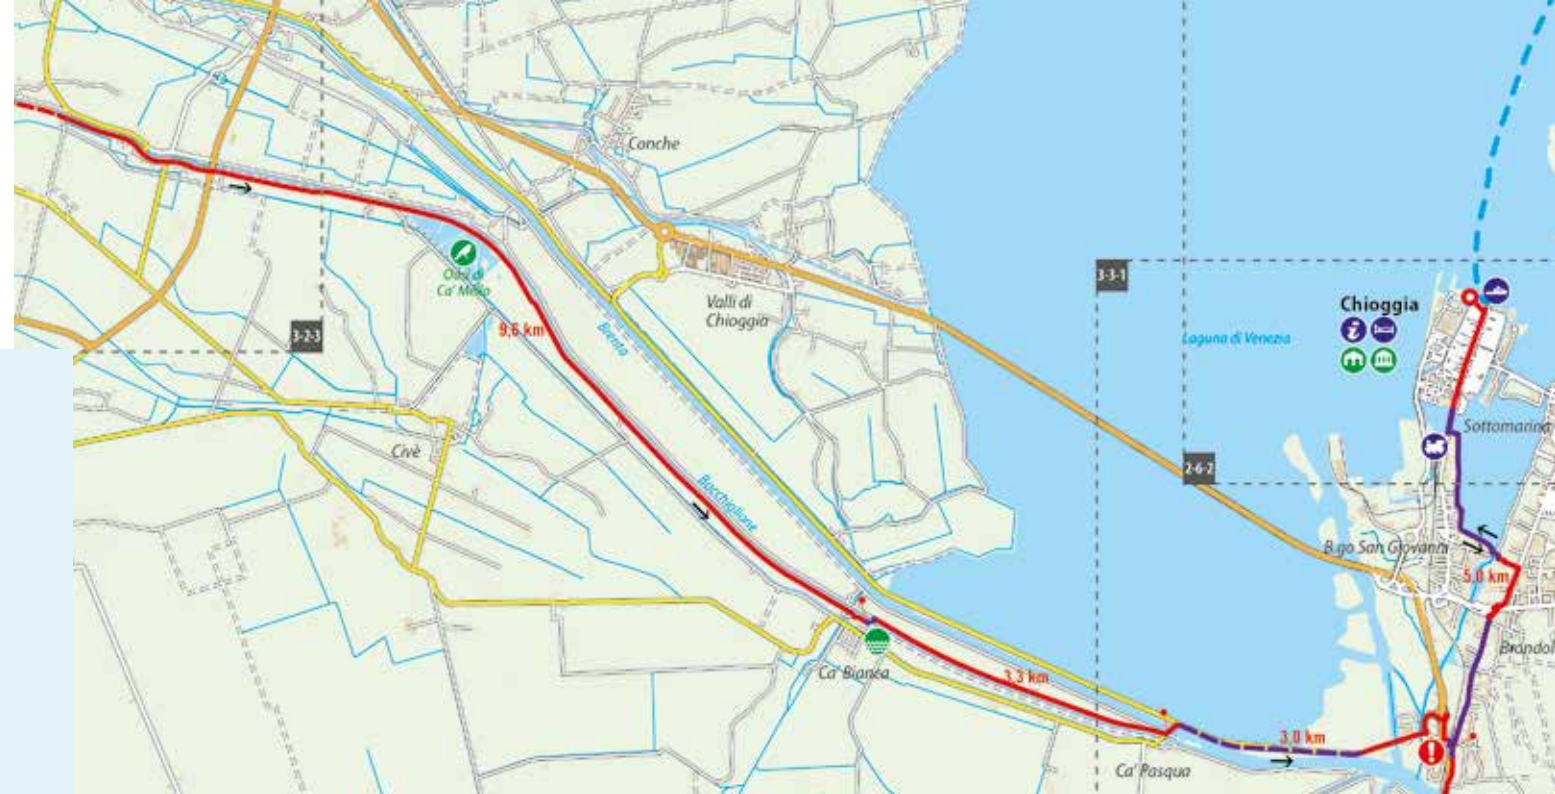 Conche
3-3-1
Oasi di
Ca' Mello
Chioggia
i
Valli di
Chioggia
9,6 km
Brenta
3-2-3
Laguna di Venezia
Sottomarina
Civè
2-6-2
Bacchiglione
B.go San Giovanni
5,0 km
Ca' Bianca
3,3 km
Brondol
3,0 km
Ca' Pasqua
!